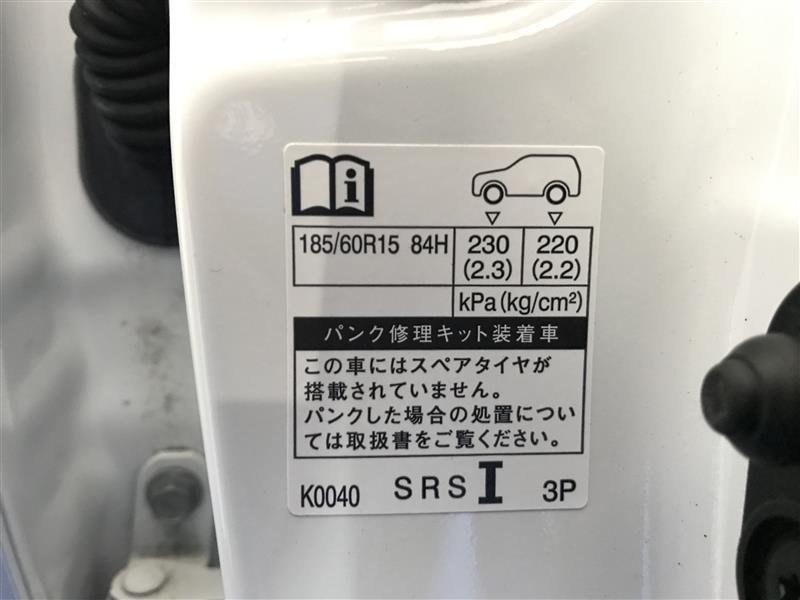 i
185/60R15 84H 230 220
(2.3) (2.2)
kPa(kg/cm²)
パンク修理キット装着車
この車にはスペアタイヤが
搭載されていません。
パンクした場合の処置につい
ては取扱書をご覧ください。
K0040 SRS I 3P